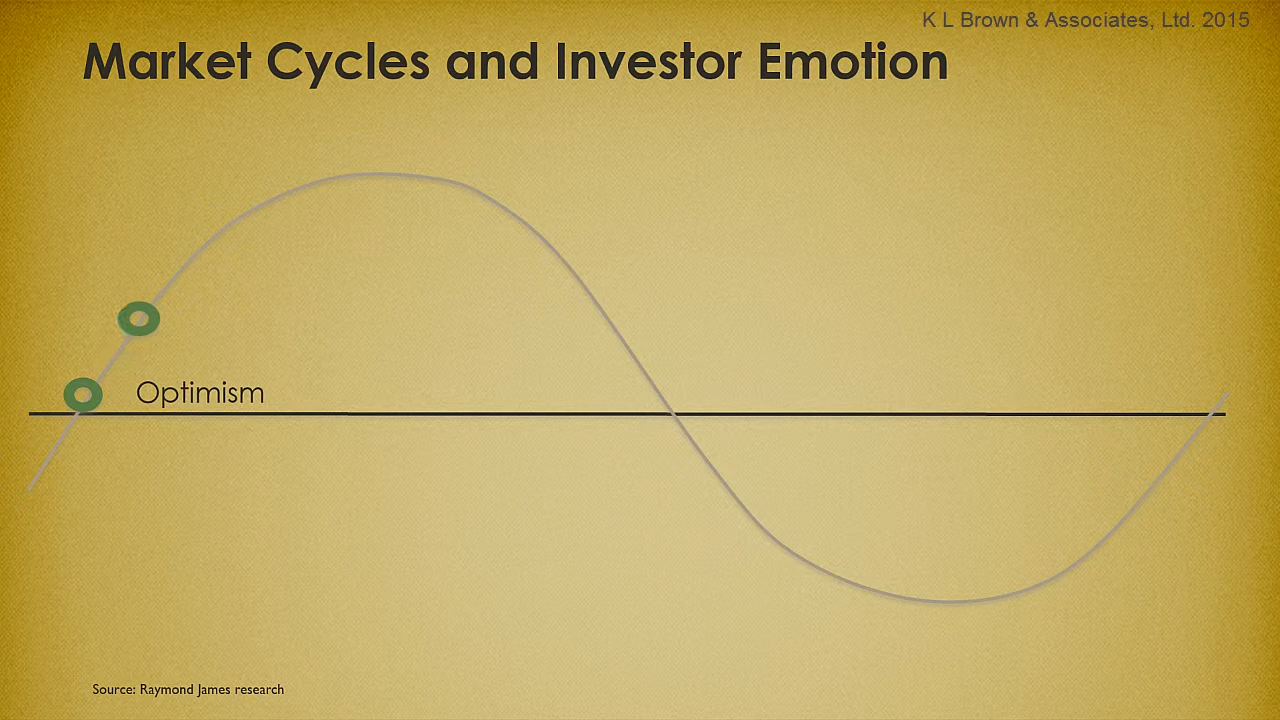 K L Brown & Associates, Ltd. 2015
Market Cycles and Investor Emotion
Optimism
Source: Raymond James research